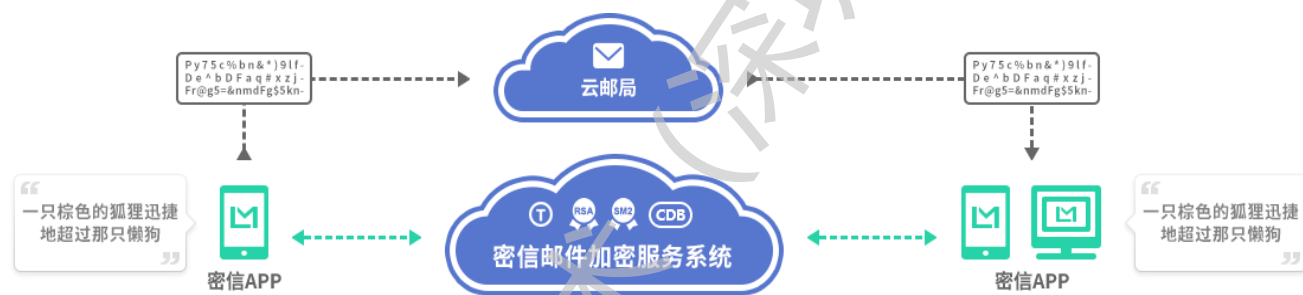 Py75c%bn&*)9lf-
De^bDFaq#xzj-
Fr@g5=&nmdFg$5kn-
云邮局
Py75c%bn&*)9lf-
De^bDFaq#xzj-
Fr@g5=&nmdFg$5kn-
一只棕色的狐狸迅捷
地超过那只懒狗
密信APP
T
RSA
SM2
CDB
密信邮件加密服务系统
密信APP
一只棕色的狐狸迅捷
地超过那只懒狗